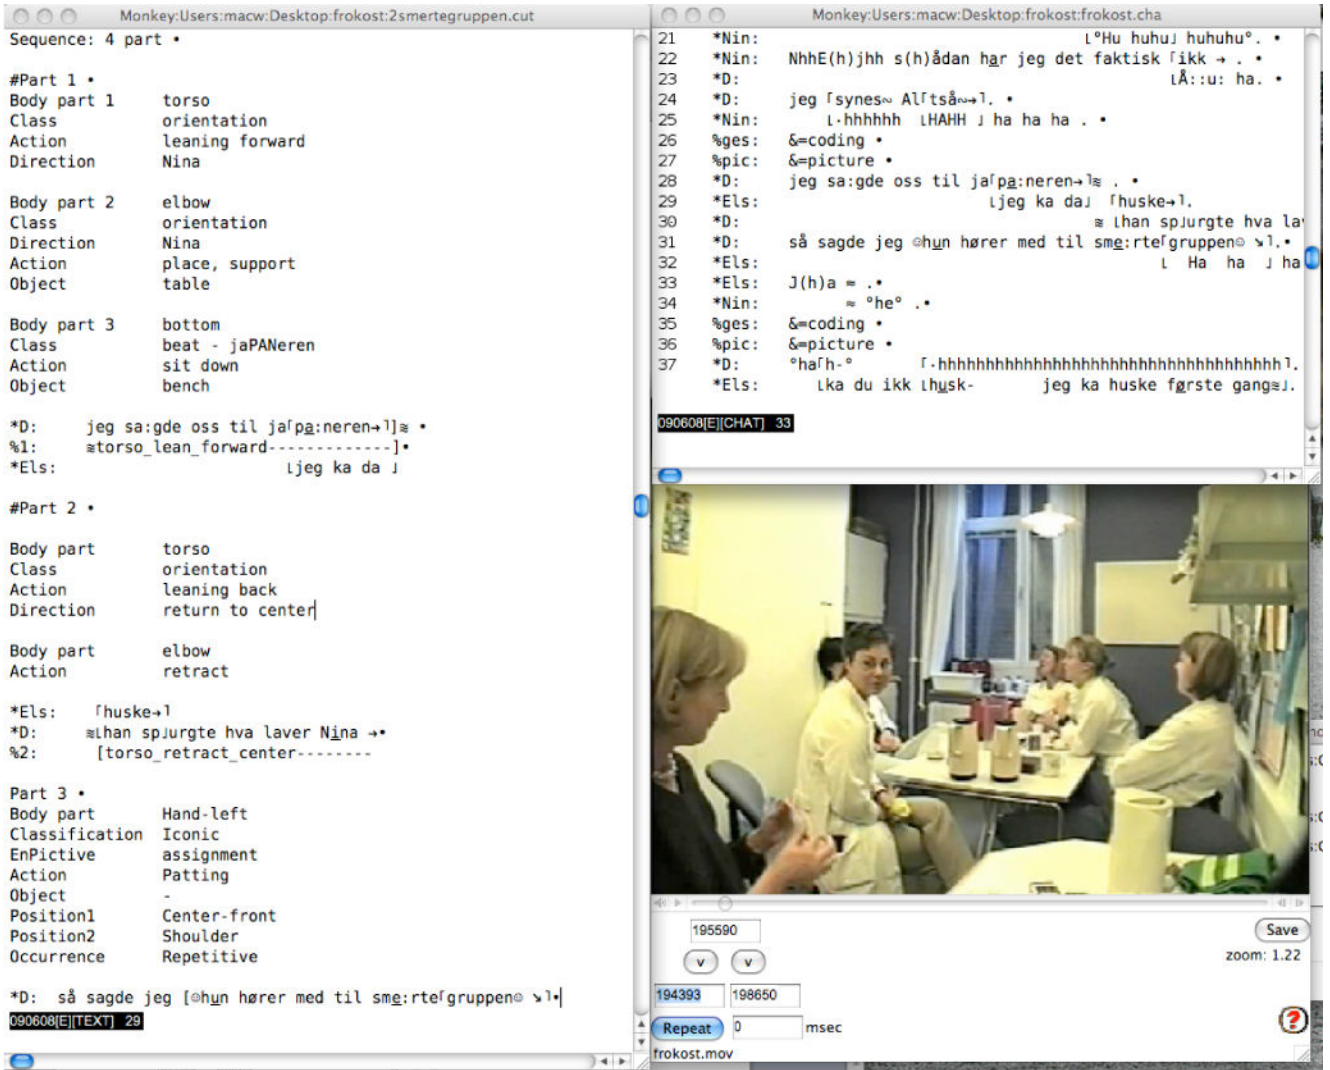 Monkey:Users:macw:Desktop:frokost:2smertegruppen.cut
Sequence: 4 part •
#Part 1 •
Body part 1 torso
Class orientation
Action leaning forward
Direction Nina
Body part 2 elbow
Class orientation
Direction Nina
Action place, support
Object table
Body part 3 bottom
Class beat - jaPANeren
Action sit down
Object bench
*D: jeg sa:gde oss til ja⌈pa:neren→⌉]≋ •
%1: ≋torso_lean_forward-------------]•
*Els: ⌊jeg ka da ⌋
#Part 2 •
Body part torso
Class orientation
Action leaning back
Direction return to center
Body part elbow
Action retract
*Els: ⌈huske→⌉
*D: ≋⌊han sp⌋urgte hva laver Nina →•
%2: [torso_retract_center--------
Part 3 •
Body part Hand-left
Classification Iconic
EnPictive assignment
Action Patting
Object -
Position1 Center-front
Position2 Shoulder
Occurrence Repetitive
*D: så sagde jeg [☺hun hører med til sme:rte⌈gruppen☺ ↘⌉•
090608[E][TEXT] 29
Monkey:Users:macw:Desktop:frokost:frokost.cha
21 *Nin: ⌊°Hu huhu⌋ huhuhu°. •
22 *Nin: NhhE(h)jhh s(h)ådan har jeg det faktisk ⌈ikk → . •
23 *D: ⌊Å::u: ha. •
24 *D: jeg ⌈synes∾ Al⌈tså∾→⌉. •
25 *Nin: ⌊·hhhhhh ⌊HAHH ⌋ ha ha ha . •
26 %ges: &=coding •
27 %pic: &=picture •
28 *D: jeg sa:gde oss til ja⌈pa:neren→⌉≋ . •
29 *Els: ⌊jeg ka da⌋ ⌈huske→⌉.
30 *D: ≋ ⌊han sp⌋urgte hva la
31 *D: så sagde jeg ☺hun hører med til sme:rte⌈gruppen☺ ↘⌉.•
32 *Els: ⌊ Ha ha ⌋ ha
33 *Els: J(h)a ≈ .•
34 *Nin: ≈ °he° .•
35 %ges: &=coding •
36 %pic: &=picture •
37 *D: °ha⌈h-° ⌈·hhhhhhhhhhhhhhhhhhhhhhhhhhhhhhhhhhhh⌉.
*Els: ⌊ka du ikk ⌊husk- jeg ka huske første gang≋⌋.
090608[E][CHAT] 33
195590
Save
v v
zoom: 1.22
194393 198650
Repeat 0 msec
?
frokost.mov